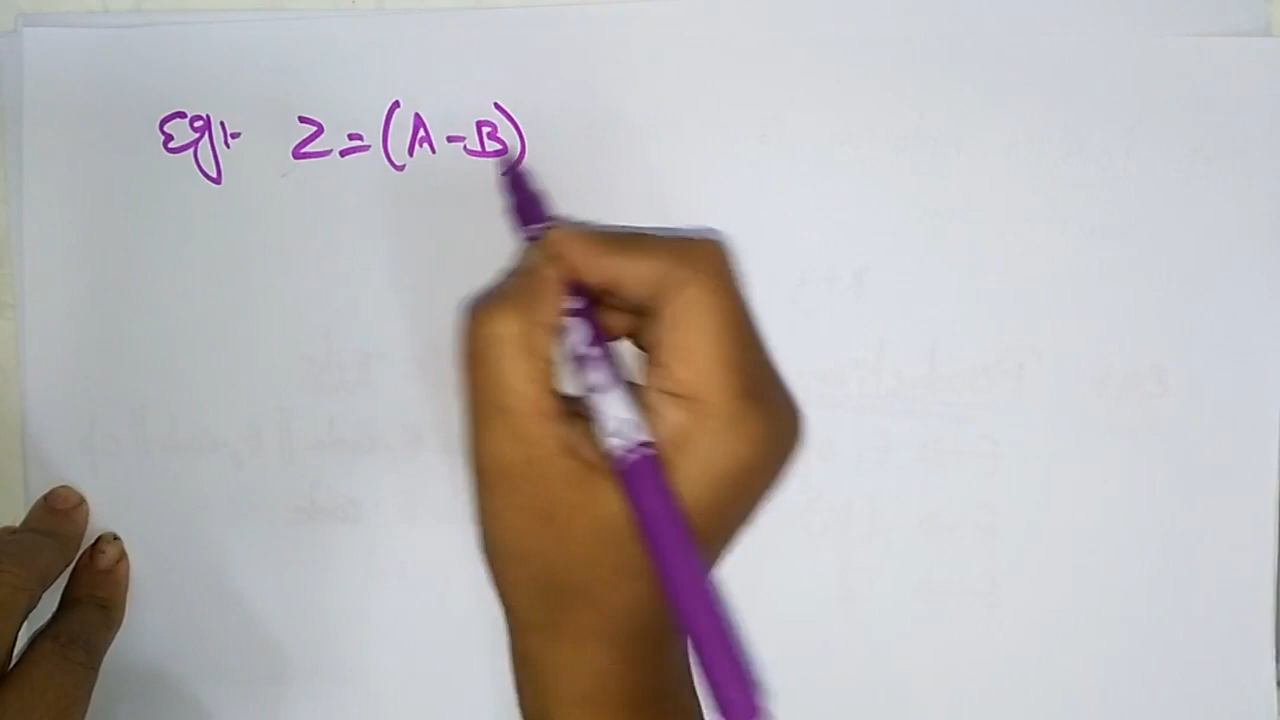 Eg:- Z = (A - B)